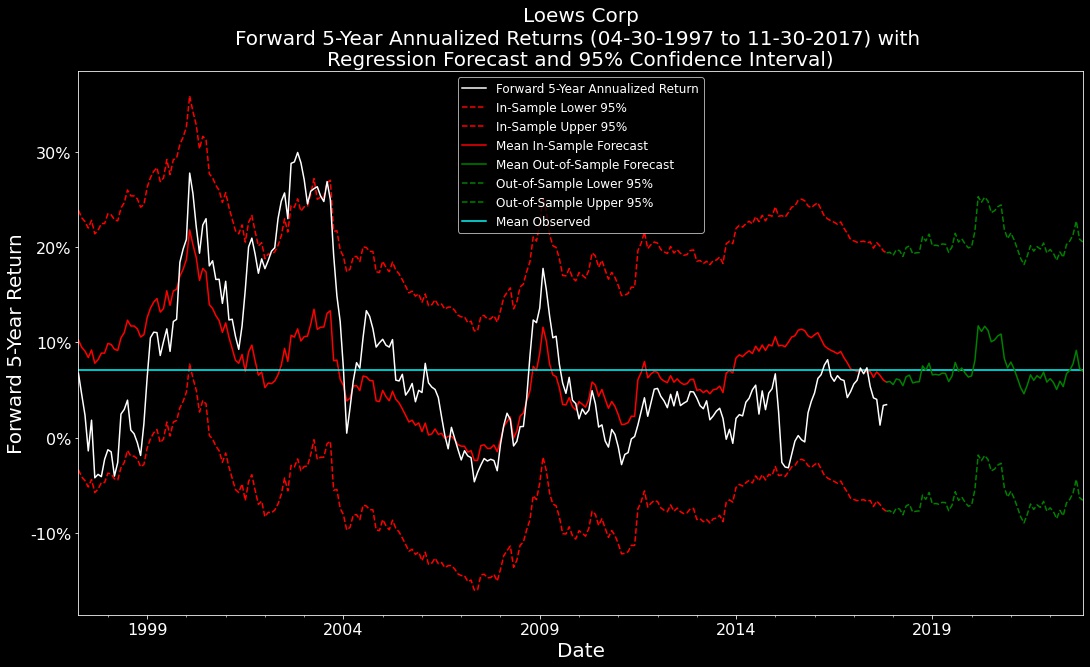 Loews Corp
Forward 5-Year Annualized Returns (04-30-1997 to 11-30-2017) with
Regression Forecast and 95% Confidence Interval)
Forward 5-Year Annualized Return
In-Sample Lower 95%
In-Sample Upper 95%
Mean In-Sample Forecast
Mean Out-of-Sample Forecast
Out-of-Sample Lower 95%
Out-of-Sample Upper 95%
Mean Observed
Forward 5-Year Return
30%
20%
10%
0%
-10%
1999
2004
2009
2014
2019
Date